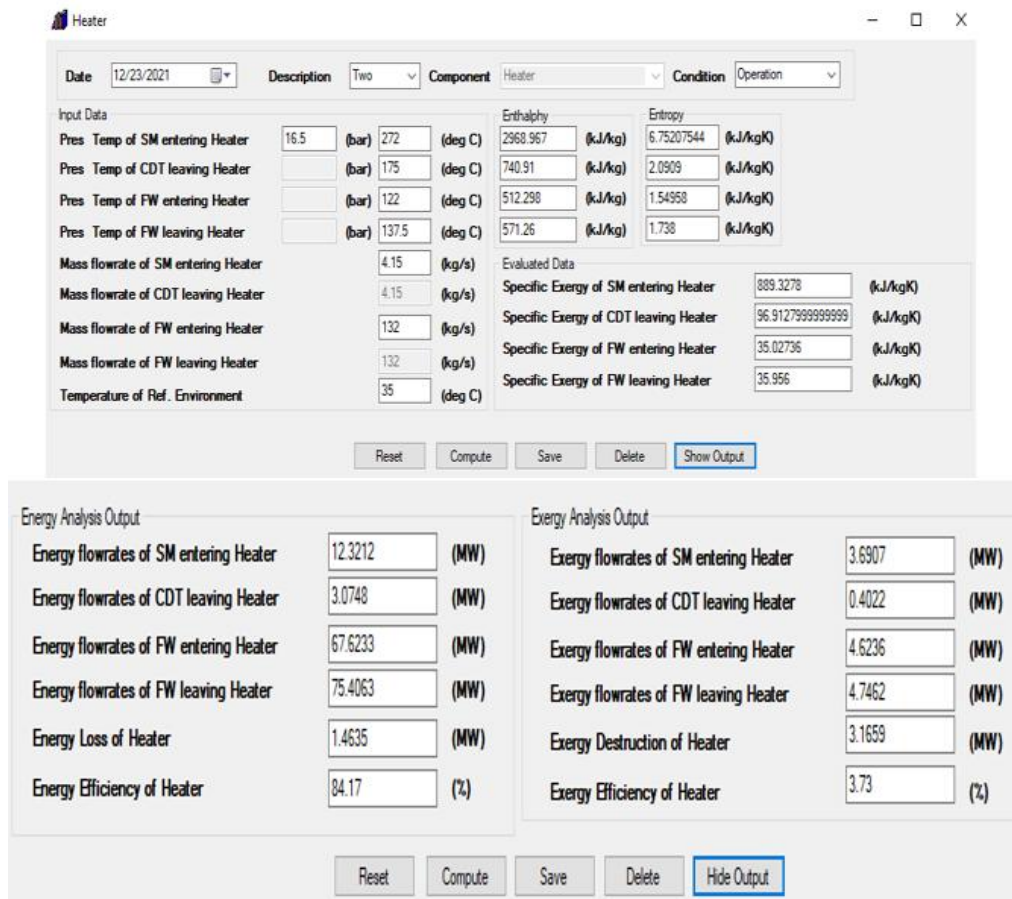 Heater
Date 12/23/2021 Description Two Component Heater Condition Operation
Input Data Enthalphy Entropy
Pres Temp of SM entering Heater 16.5 (bar) 272 (deg C) 2968.967 (kJ/kg) 6.75207544 (kJ/kgK)
Pres Temp of CDT leaving Heater (bar) 175 (deg C) 740.91 (kJ/kg) 2.0909 (kJ/kgK)
Pres Temp of FW entering Heater (bar) 122 (deg C) 512.298 (kJ/kg) 1.54958 (kJ/kgK)
Pres Temp of FW leaving Heater (bar) 137.5 (deg C) 571.26 (kJ/kg) 1.738 (kJ/kgK)
Mass flowrate of SM entering Heater 4.15 (kg/s) Evaluated Data
Mass flowrate of CDT leaving Heater 4.15 (kg/s) Specific Exergy of SM entering Heater 889.3278 (kJ/kgK)
Mass flowrate of FW entering Heater 132 (kg/s) Specific Exergy of CDT leaving Heater 96.9127999999999 (kJ/kgK)
Mass flowrate of FW leaving Heater 132 (kg/s) Specific Exergy of FW entering Heater 35.02736 (kJ/kgK)
Temperature of Ref. Environment 35 (deg C) Specific Exergy of FW leaving Heater 35.956 (kJ/kgK)
Reset Compute Save Delete Show Output
Energy Analysis Output Exergy Analysis Output
Energy flowrates of SM entering Heater 12.3212 (MW) Exergy flowrates of SM entering Heater 3.6907 (MW)
Energy flowrates of CDT leaving Heater 3.0748 (MW) Exergy flowrates of CDT leaving Heater 0.4022 (MW)
Energy flowrates of FW entering Heater 67.6233 (MW) Exergy flowrates of FW entering Heater 4.6236 (MW)
Energy flowrates of FW leaving Heater 75.4063 (MW) Exergy flowrates of FW leaving Heater 4.7462 (MW)
Energy Loss of Heater 1.4635 (MW) Exergy Destruction of Heater 3.1659 (MW)
Energy Efficiency of Heater 84.17 (%) Exergy Efficiency of Heater 3.73 (%)
Reset Compute Save Delete Hide Output